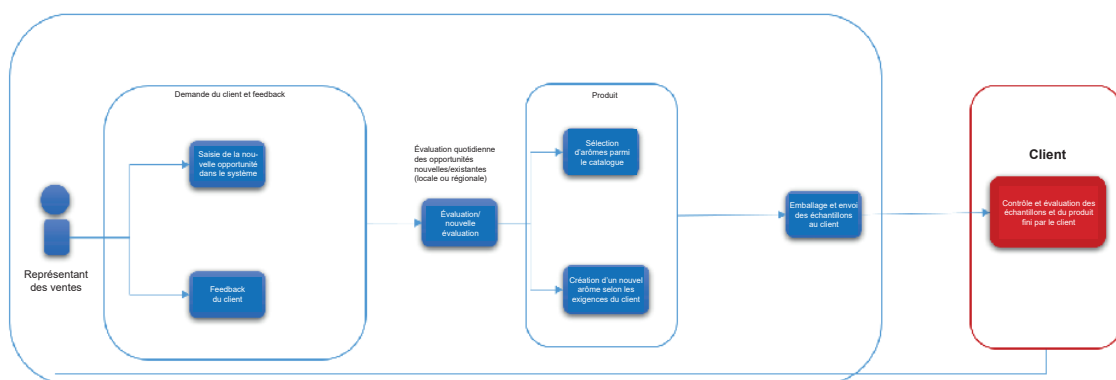 Demande du client et feedback
Saisie de la nou-
velle opportunité
dans le système
Feedback
du client
Représentant
des ventes
Évaluation quotidienne
des opportunités
nouvelles/existantes
(locale ou régionale)
Évaluation/
nouvelle
évaluation
Produit
Sélection
d'arômes parmi
le catalogue
Création d'un nouvel
arôme selon les
exigences du client
Emballage et envoi
des échantillons
au client
Client
Contrôle et évaluation des
échantillons et du produit
fini par le client